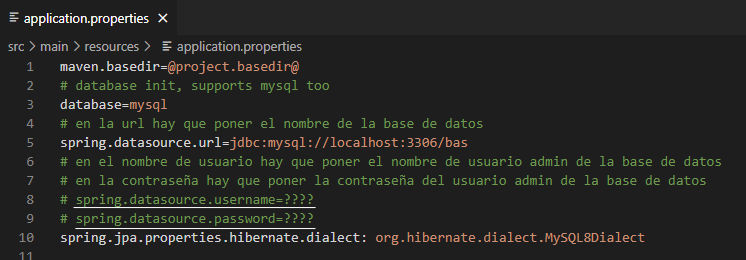 application.properties
src > main > resources > application.properties
1 maven.basedir=@project.basedir@
2 # database init, supports mysql too
3 database=mysql
4 # en la url hay que poner el nombre de la base de datos
5 spring.datasource.url=jdbc:mysql://localhost:3306/bas
6 # en el nombre de usuario hay que poner el nombre de usuario admin de la base de datos
7 # en la contraseña hay que poner la contraseña del usuario admin de la base de datos
8 # spring.datasource.username=????
9 # spring.datasource.password=????
10 spring.jpa.properties.hibernate.dialect: org.hibernate.dialect.MySQL8Dialect
11